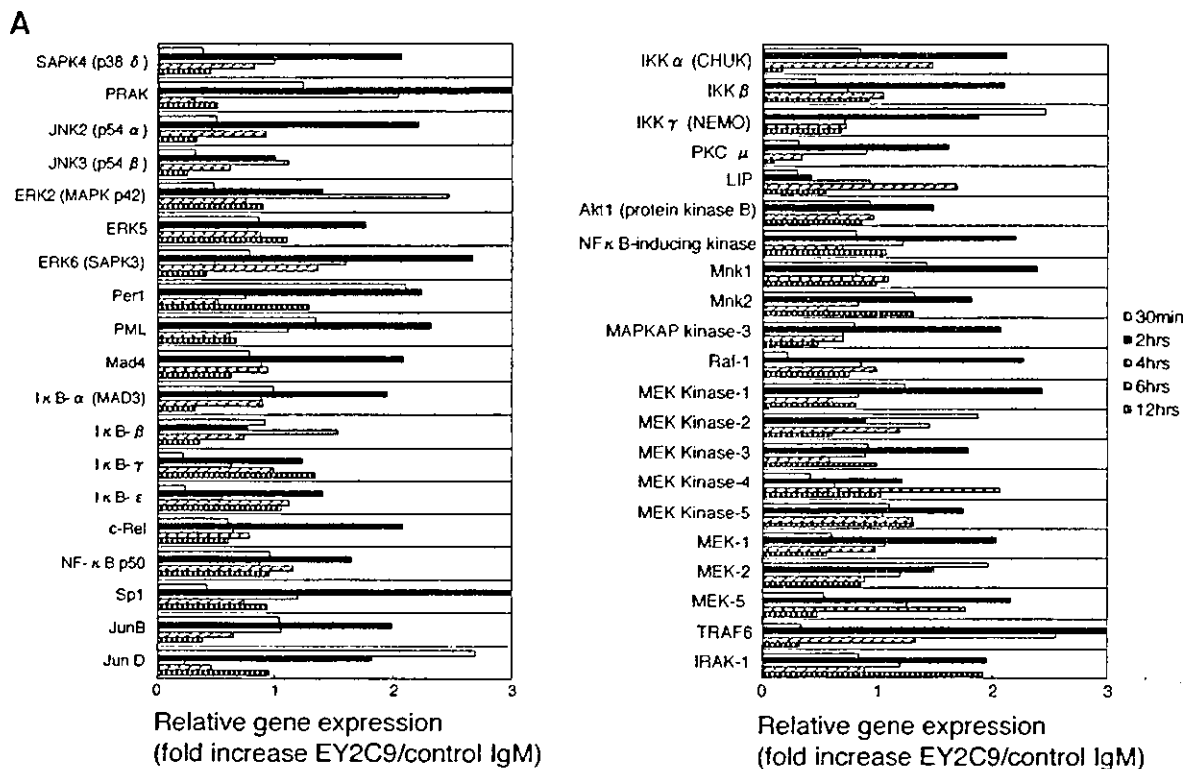 A
SAPK4 (p38 δ)
PRAK
JNK2 (p54 α)
JNK3 (p54 β)
ERK2 (MAPK p42)
ERK5
ERK6 (SAPK3)
Per1
PML
Mad4
IκB-α (MAD3)
IκB-β
IκB-γ
IκB-ε
c-Rel
NF-κB p50
Sp1
JunB
Jun D
0 1 2 3
Relative gene expression
(fold increase EY2C9/control IgM)
IKK α (CHUK)
IKK β
IKK γ (NEMO)
PKC μ
LIP
Akt1 (protein kinase B)
NFκB-inducing kinase
Mnk1
Mnk2
MAPKAP kinase-3
Raf-1
MEK Kinase-1
MEK Kinase-2
MEK Kinase-3
MEK Kinase-4
MEK Kinase-5
MEK-1
MEK-2
MEK-5
TRAF6
IRAK-1
0 1 2 3
Relative gene expression
(fold increase EY2C9/control IgM)
30min
2hrs
4hrs
6hrs
12hrs